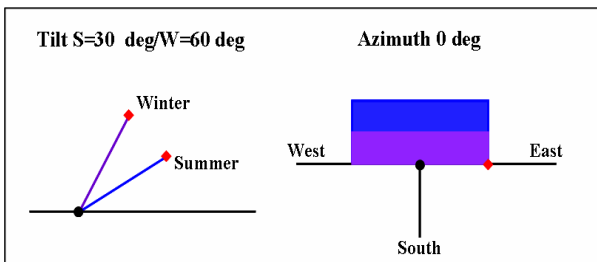 Tilt S=30 deg/W=60 deg
Azimuth 0 deg
Winter
Summer
West
East
South